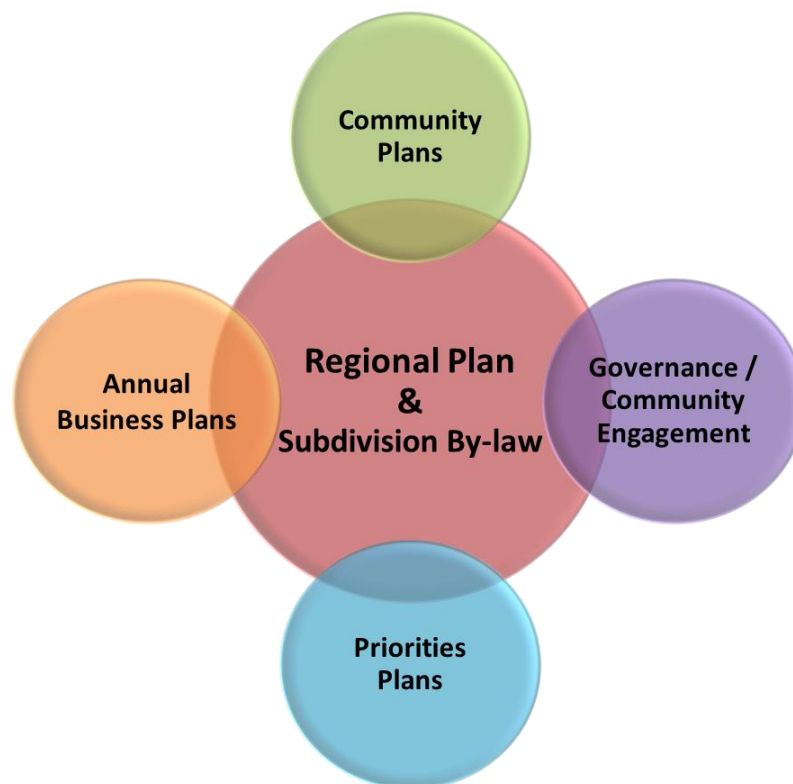 Community
Plans
Annual
Business Plans
Regional Plan
&
Subdivision By-law
Governance /
Community
Engagement
Priorities
Plans